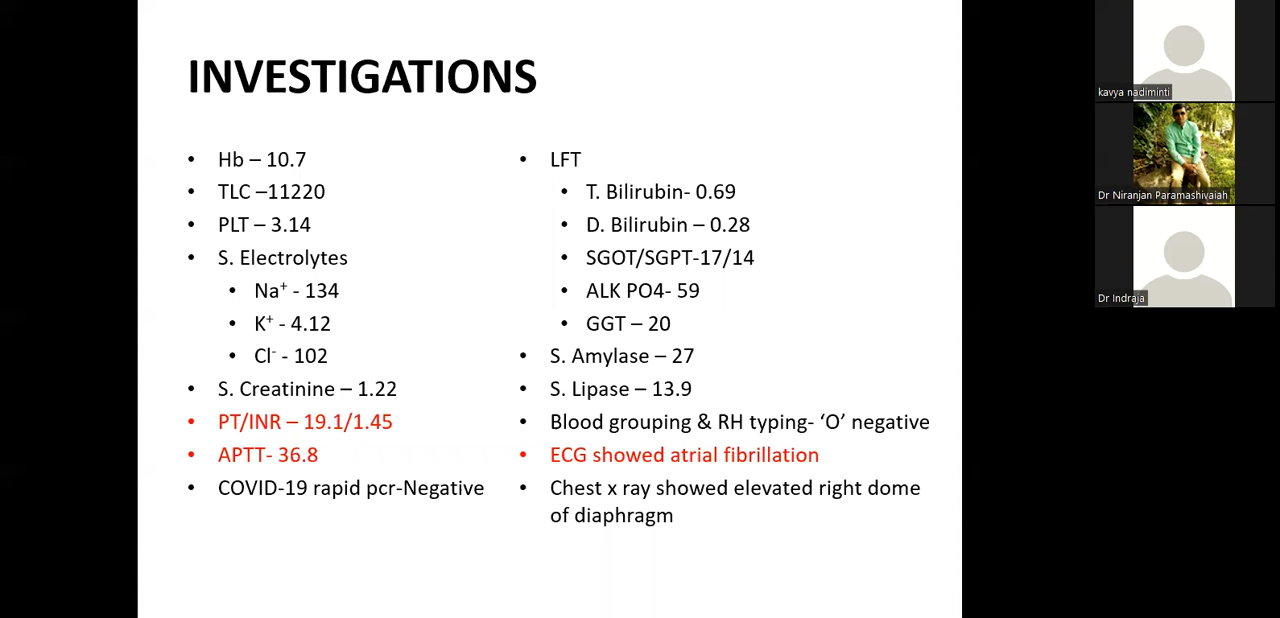 INVESTIGATIONS
• Hb – 10.7
• TLC –11220
• PLT – 3.14
• S. Electrolytes
• Na⁺ - 134
• K⁺ - 4.12
• Cl⁻ - 102
• S. Creatinine – 1.22
• PT/INR – 19.1/1.45
• APTT- 36.8
• COVID-19 rapid pcr-Negative
• LFT
• T. Bilirubin- 0.69
• D. Bilirubin – 0.28
• SGOT/SGPT-17/14
• ALK PO4- 59
• GGT – 20
• S. Amylase – 27
• S. Lipase – 13.9
• Blood grouping & RH typing- ‘O’ negative
• ECG showed atrial fibrillation
• Chest x ray showed elevated right dome
of diaphragm
kavya nadiminti
Dr Niranjan Paramashivaiah
Dr Indraja